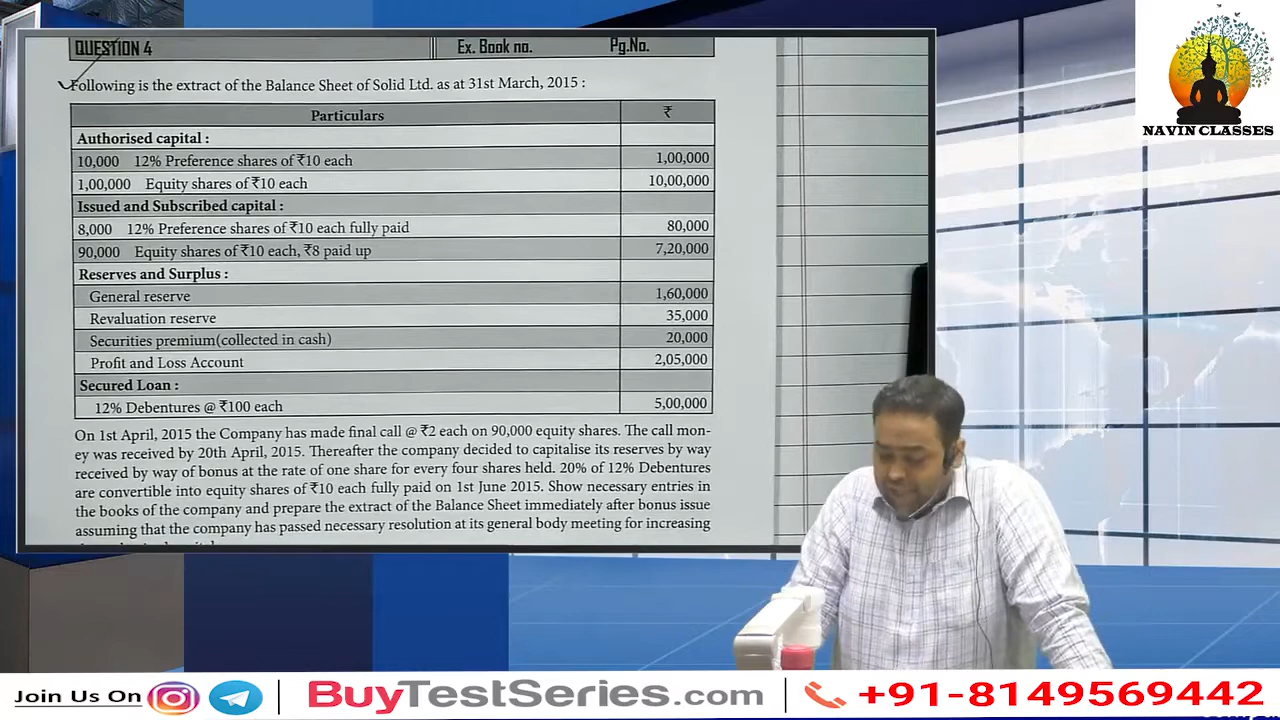 QUESTION 4 Ex. Book no. Pg.No.
Following is the extract of the Balance Sheet of Solid Ltd. as at 31st March, 2015 :
Particulars ₹
Authorised capital :
10,000 12% Preference shares of ₹10 each 1,00,000
1,00,000 Equity shares of ₹10 each 10,00,000
Issued and Subscribed capital :
8,000 12% Preference shares of ₹10 each fully paid 80,000
90,000 Equity shares of ₹10 each, ₹8 paid up 7,20,000
Reserves and Surplus :
General reserve 1,60,000
Revaluation reserve 35,000
Securities premium(collected in cash) 20,000
Profit and Loss Account 2,05,000
Secured Loan :
12% Debentures @ ₹100 each 5,00,000
On 1st April, 2015 the Company has made final call @ ₹2 each on 90,000 equity shares. The call mon-
ey was received by 20th April, 2015. Thereafter the company decided to capitalise its reserves by way
received by way of bonus at the rate of one share for every four shares held. 20% of 12% Debentures
are convertible into equity shares of ₹10 each fully paid on 1st June 2015. Show necessary entries in
the books of the company and prepare the extract of the Balance Sheet immediately after bonus issue
assuming that the company has passed necessary resolution at its general body meeting for increasing
NAVIN CLASSES
Join Us On BuyTestSeries.com +91-8149569442